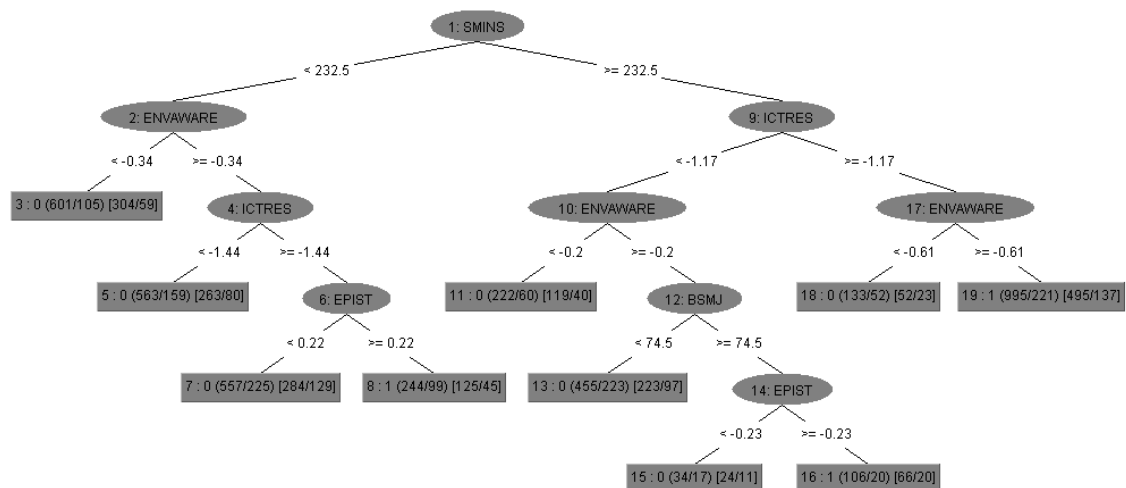 1: SMINS
< 232.5 >= 232.5
2: ENVAWARE 9: ICTRES
< -0.34 >= -0.34 < -1.17 >= -1.17
3 : 0 (601/105) [304/59] 4: ICTRES 10: ENVAWARE 17: ENVAWARE
< -1.44 >= -1.44 < -0.2 >= -0.2 < -0.61 >= -0.61
5 : 0 (563/159) [263/80] 6: EPIST 11 : 0 (222/60) [119/40] 12: BSMJ 18 : 0 (133/52) [52/23] 19 : 1 (995/221) [495/137]
< 0.22 >= 0.22 < 74.5 >= 74.5
7 : 0 (557/225) [284/129] 8 : 1 (244/99) [125/45] 13 : 0 (455/223) [223/97] 14: EPIST
< -0.23 >= -0.23
15 : 0 (34/17) [24/11] 16 : 1 (106/20) [66/20]